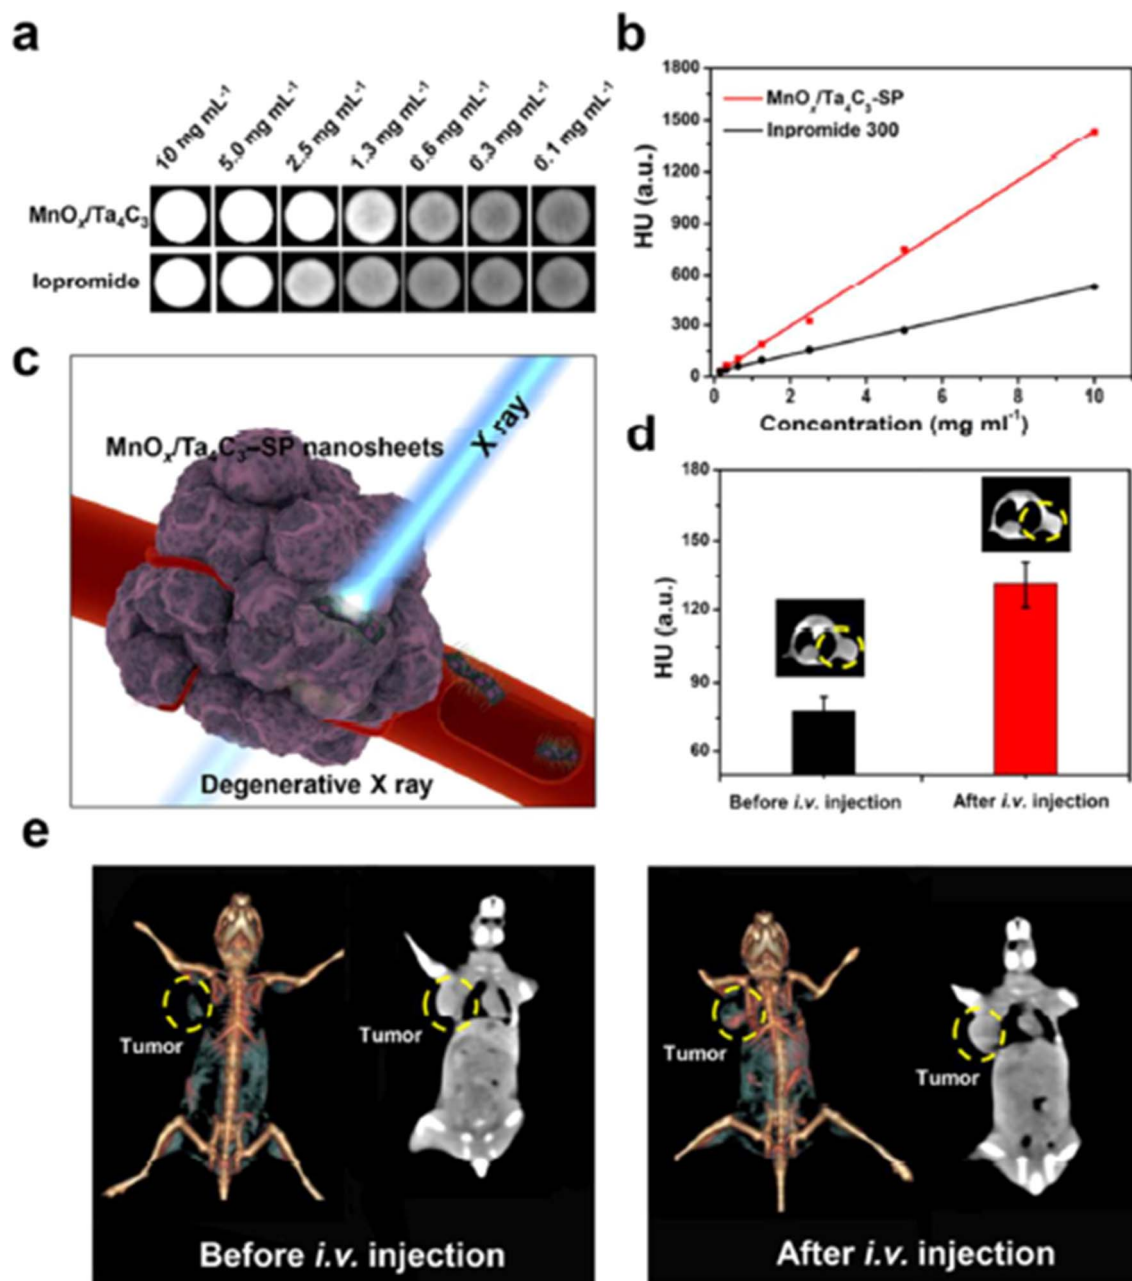 a
10 mg mL⁻¹ 5.0 mg mL⁻¹ 2.5 mg mL⁻¹ 1.3 mg mL⁻¹ 0.6 mg mL⁻¹ 0.3 mg mL⁻¹ 0.1 mg mL⁻¹
MnOₓ/Ta₄C₃
Iopromide
b
1800
1500
1200
900
600
300
0
HU (a.u.)
MnOₓ/Ta₄C₃-SP
Inpromide 300
0 2 4 6 8 10
Concentration (mg ml⁻¹)
c
MnOₓ/Ta₄C₃–SP nanosheets
X ray
Degenerative X ray
d
180
150
120
90
60
HU (a.u.)
Before i.v. injection After i.v. injection
e
Tumor Tumor
Before i.v. injection
Tumor Tumor
After i.v. injection